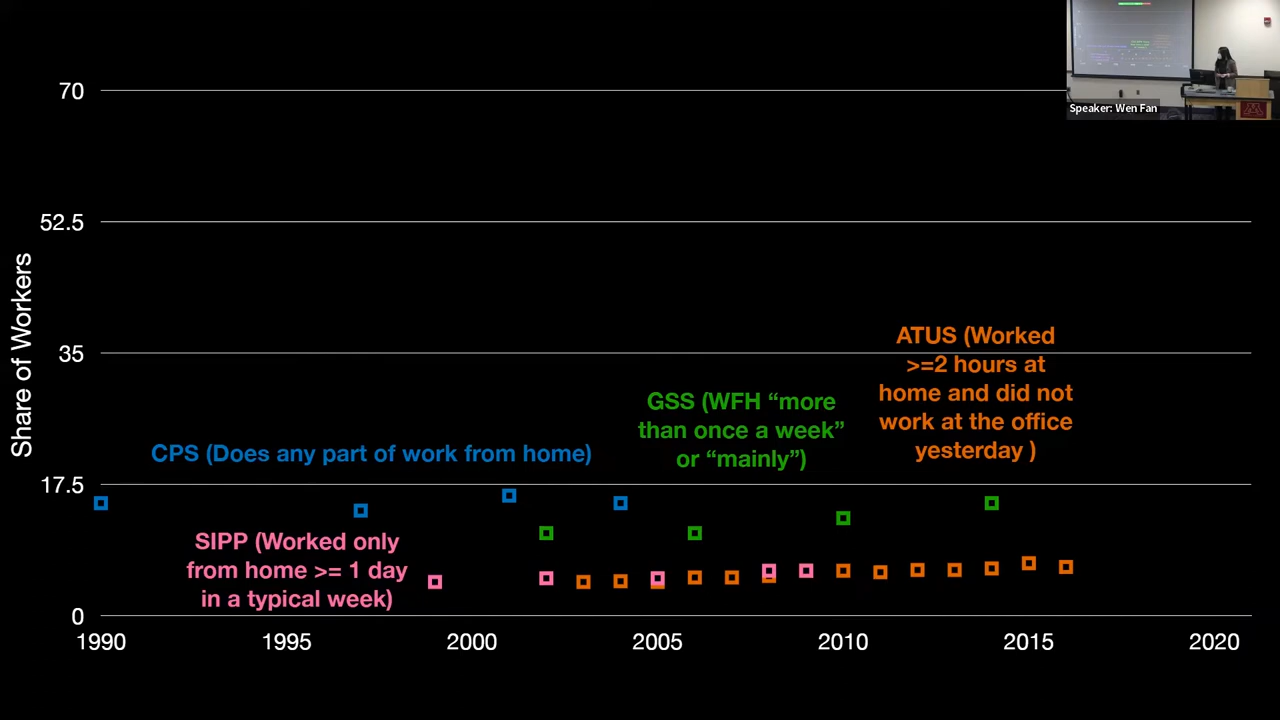 Speaker: Wen Fan
Share of Workers
70
52.5
35
17.5
0
ATUS (Worked
>=2 hours at
home and did not
work at the office
yesterday )
GSS (WFH “more
than once a week”
or “mainly”)
CPS (Does any part of work from home)
SIPP (Worked only
from home >= 1 day
in a typical week)
1990
1995
2000
2005
2010
2015
2020